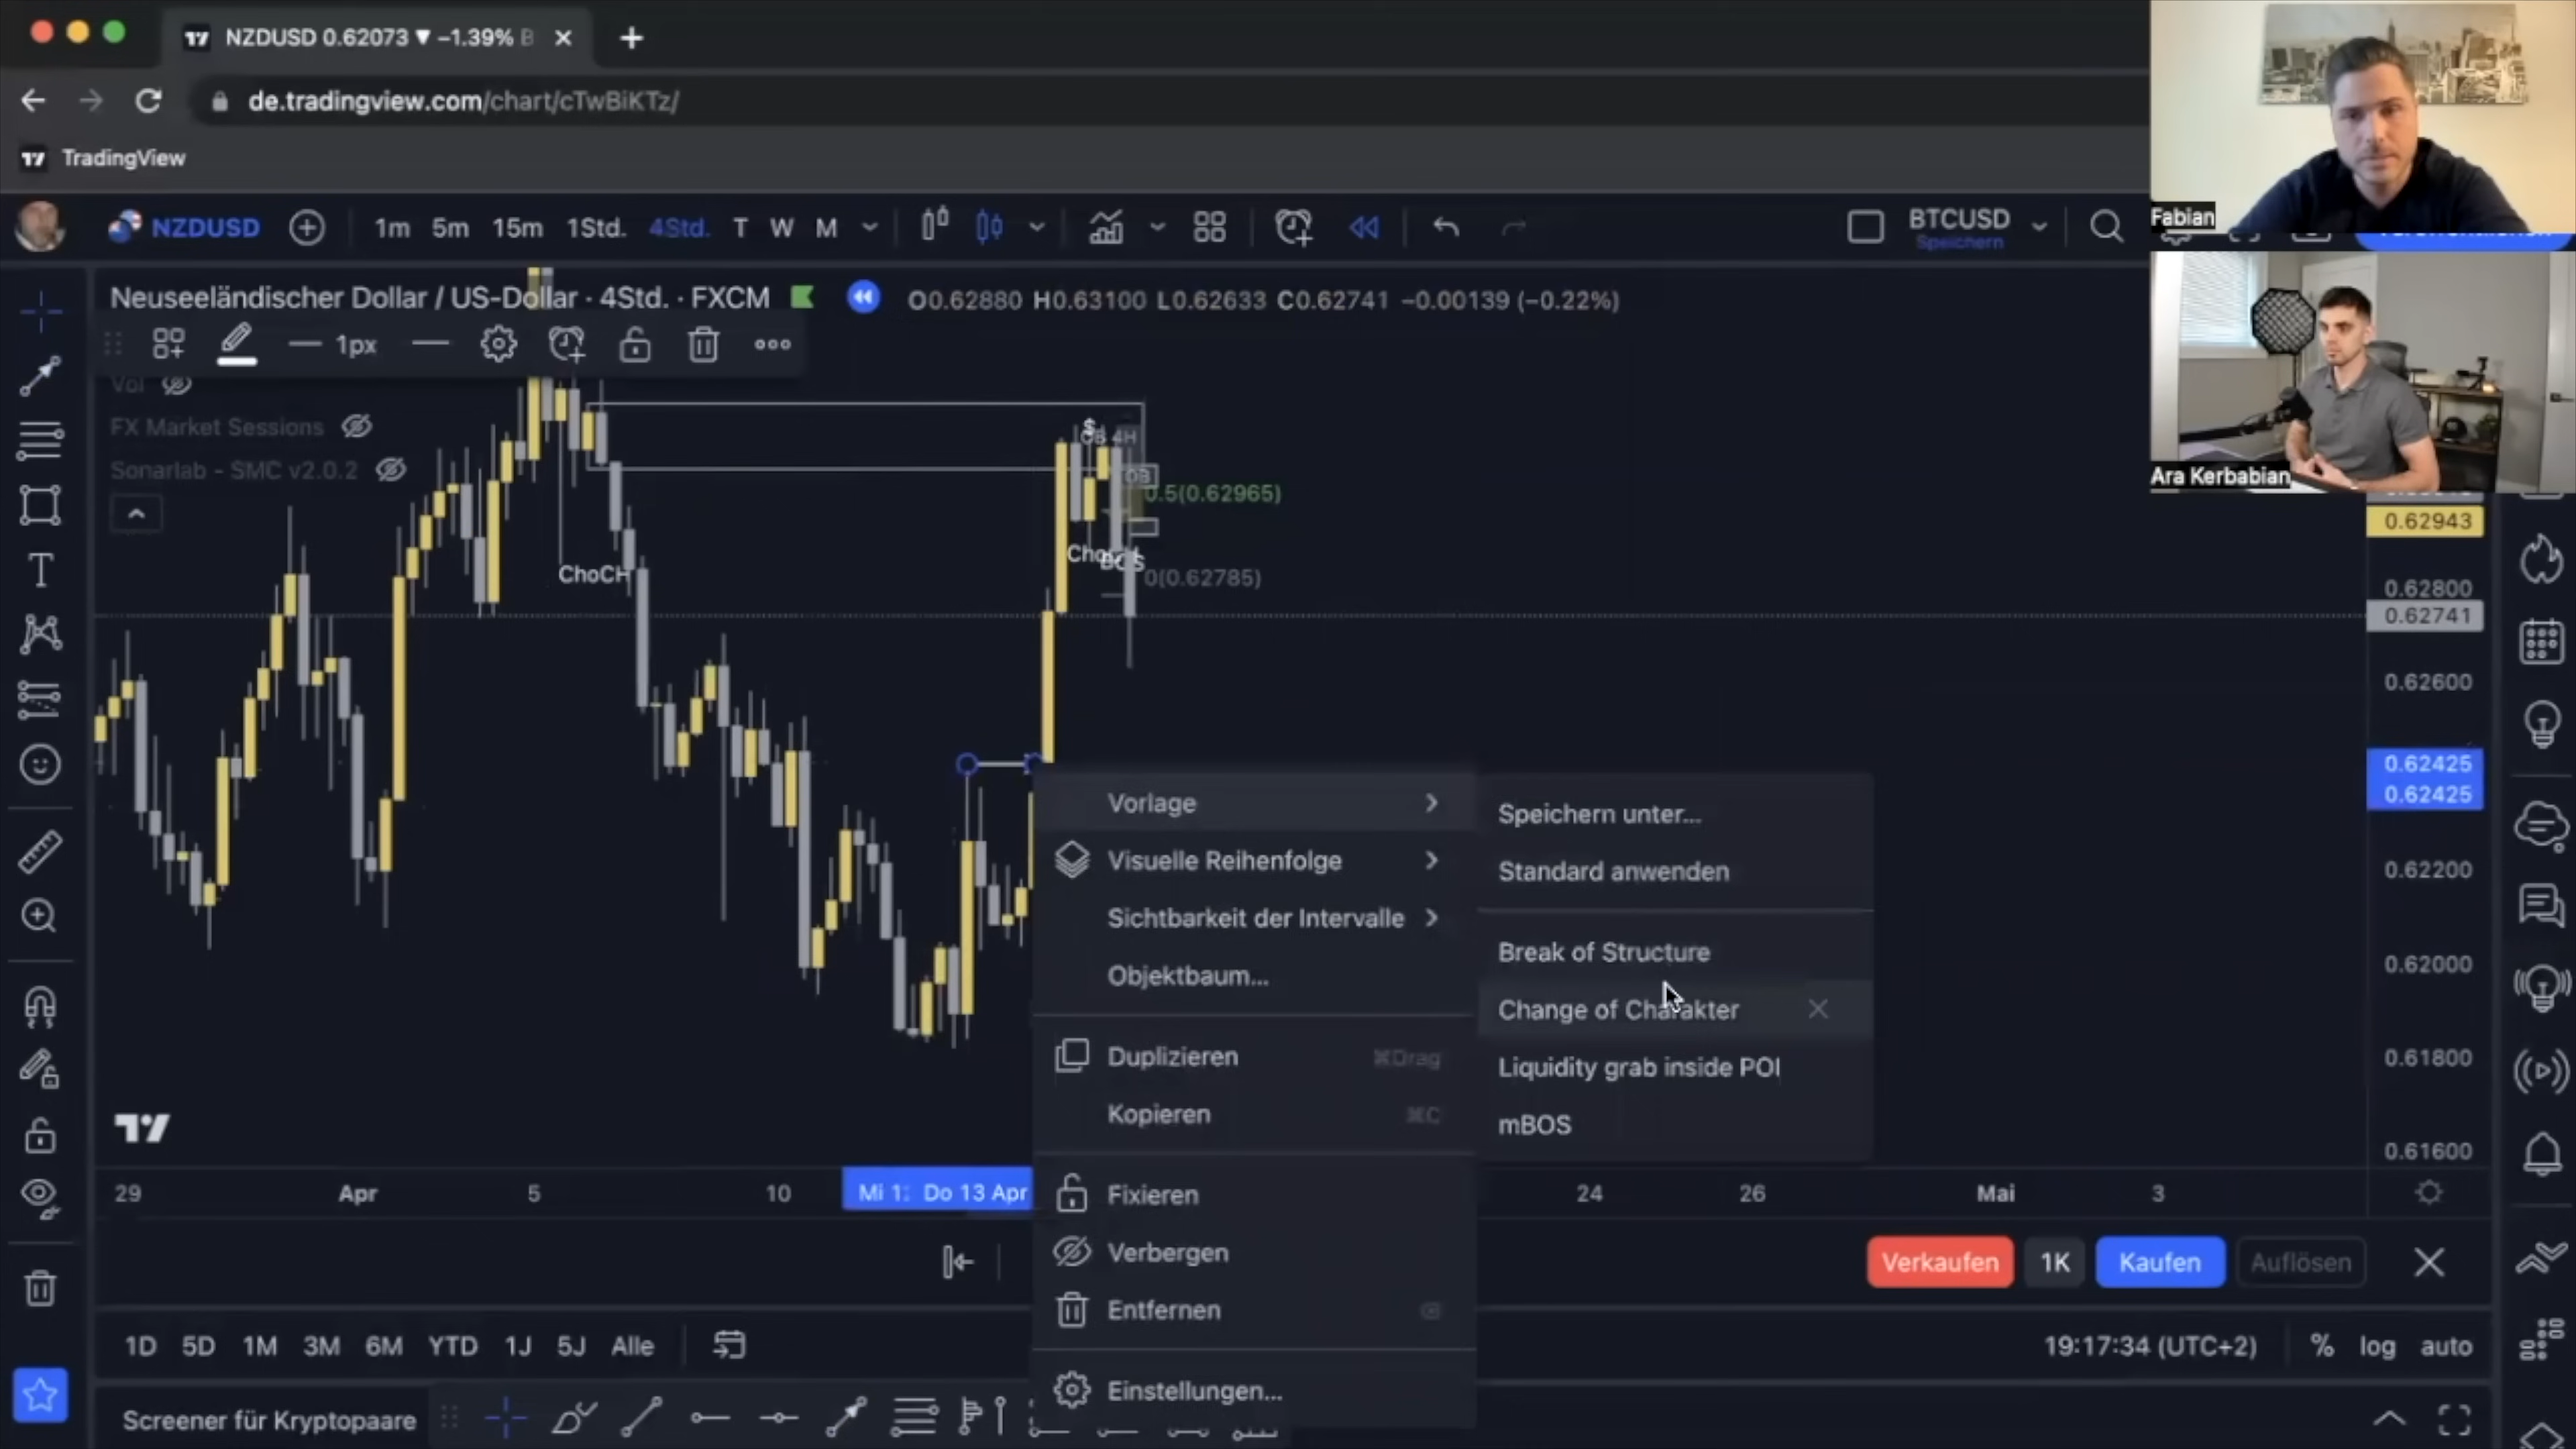 NZDUSD 0.62073 ▼ −1.39% B
de.tradingview.com/chart/cTwBiKTz/
TradingView
NZDUSD
1m 5m 15m 1Std. 4Std. T W M
BTCUSD
Speichern
Fabian
Neuseeländischer Dollar / US-Dollar · 4Std. · FXCM
O0.62880 H0.63100 L0.62633 C0.62741 −0.00139 (−0.22%)
1px
Vol
FX Market Sessions
Sonarlab - SMC v2.0.2
Ara Kerbabian
$
OB 4H
OB
0.5(0.62965)
ChoCH
BOS
0(0.62785)
0.62943
0.62800
0.62741
0.62600
0.62425
0.62425
0.62200
0.62000
0.61800
0.61600
Vorlage
Visuelle Reihenfolge
Sichtbarkeit der Intervalle
Objektbaum...
Duplizieren ⌘Drag
Kopieren ⌘C
Fixieren
Verbergen
Entfernen
Einstellungen...
Speichern unter...
Standard anwenden
Break of Structure
Change of Charakter
Liquidity grab inside POI
mBOS
29 Apr 5 10 Do 13 Apr 24 26 Mai 3
Verkaufen 1K Kaufen Auflösen
1D 5D 1M 3M 6M YTD 1J 5J Alle
19:17:34 (UTC+2) % log auto
Screener für Kryptopaare